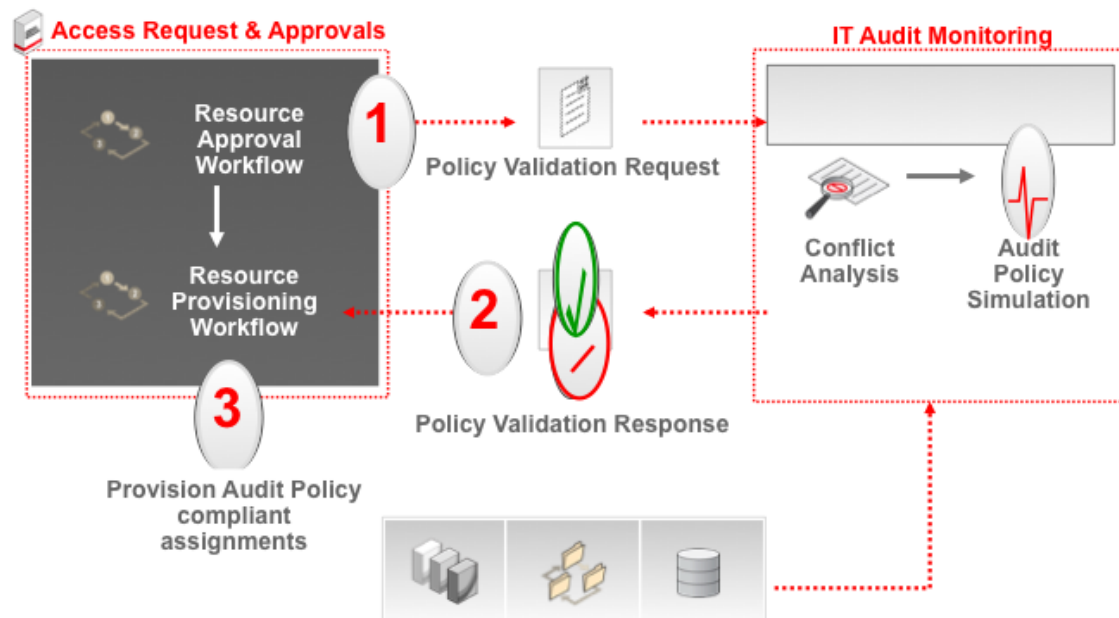 Access Request & Approvals
IT Audit Monitoring
Resource
Approval
Workflow
1
Policy Validation Request
Conflict
Analysis
Audit
Policy
Simulation
Resource
Provisioning
Workflow
2
Policy Validation Response
3
Provision Audit Policy
compliant
assignments